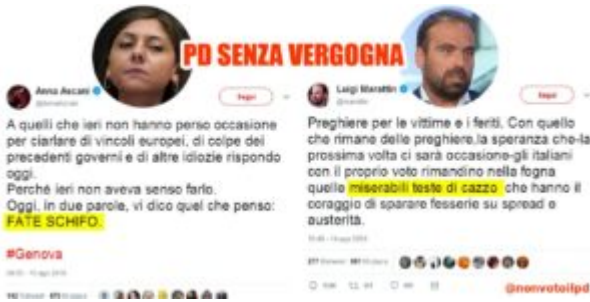 PD SENZA VERGOGNA
Anna Ascani
Segui
A quelli che ieri non hanno perso occasione
per ciarlare di vincoli europei, di colpe dei
precedenti governi e di altre idiozie rispondo
oggi.
Perché ieri non aveva senso farlo.
Oggi, in due parole, vi dico quel che penso:
FATE SCHIFO.
#Genova
Luigi Marattin
Segui
Preghiere per le vittime e i feriti. Con quello
che rimane delle preghiere,la speranza che-la
prossima volta ci sarà occasione-gli italiani
con il proprio voto rimandino nella fogna
quelle miserabili teste di cazzo che hanno il
coraggio di sparare fesserie su spread e
austerità.
@nonvotoilpd